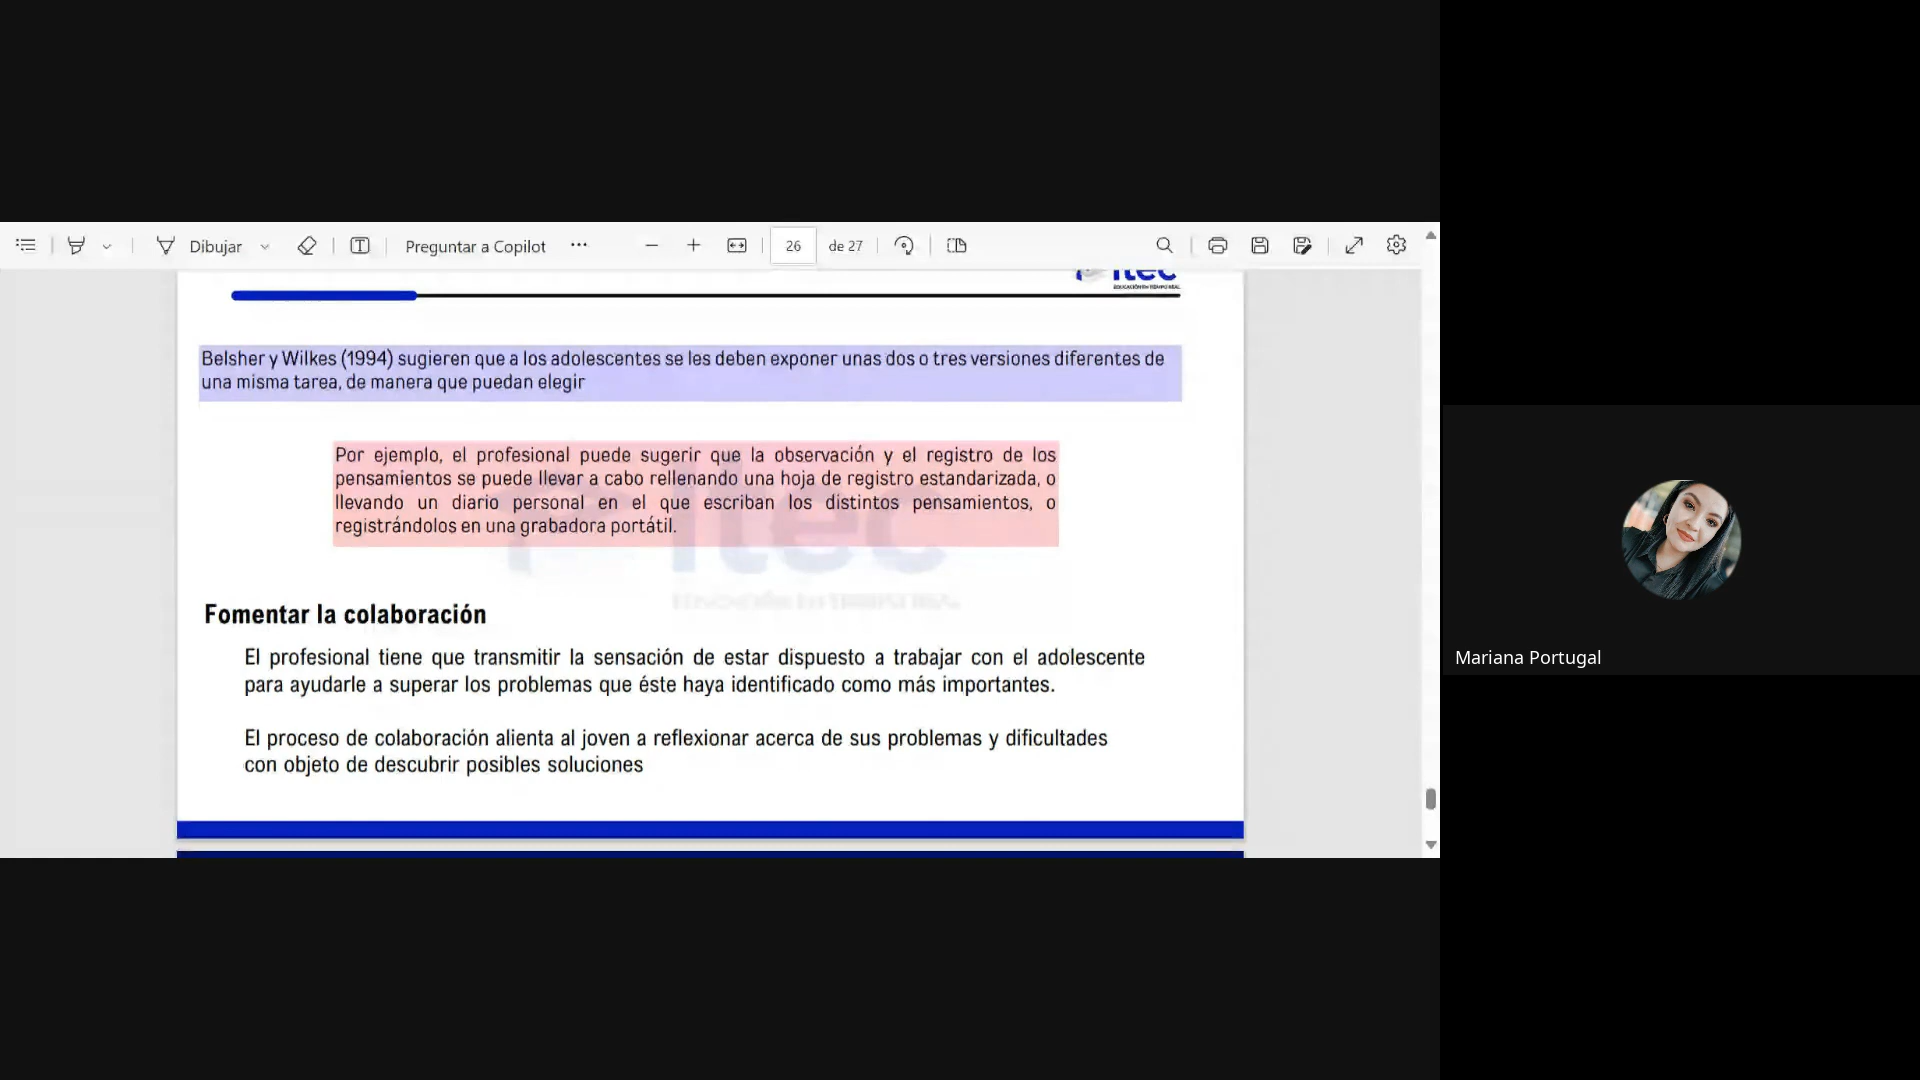 Dibujar
Preguntar a Copilot
26 de 27
itec
EDUCACIÓN EN TIEMPO REAL
Belsher y Wilkes (1994) sugieren que a los adolescentes se les deben exponer unas dos o tres versiones diferentes de
una misma tarea, de manera que puedan elegir
Por ejemplo, el profesional puede sugerir que la observación y el registro de los
pensamientos se puede llevar a cabo rellenando una hoja de registro estandarizada, o
llevando un diario personal en el que escriban los distintos pensamientos, o
registrándolos en una grabadora portátil.
itec
Fomentar la colaboración
El profesional tiene que transmitir la sensación de estar dispuesto a trabajar con el adolescente
para ayudarle a superar los problemas que éste haya identificado como más importantes.
El proceso de colaboración alienta al joven a reflexionar acerca de sus problemas y dificultades
con objeto de descubrir posibles soluciones
Mariana Portugal